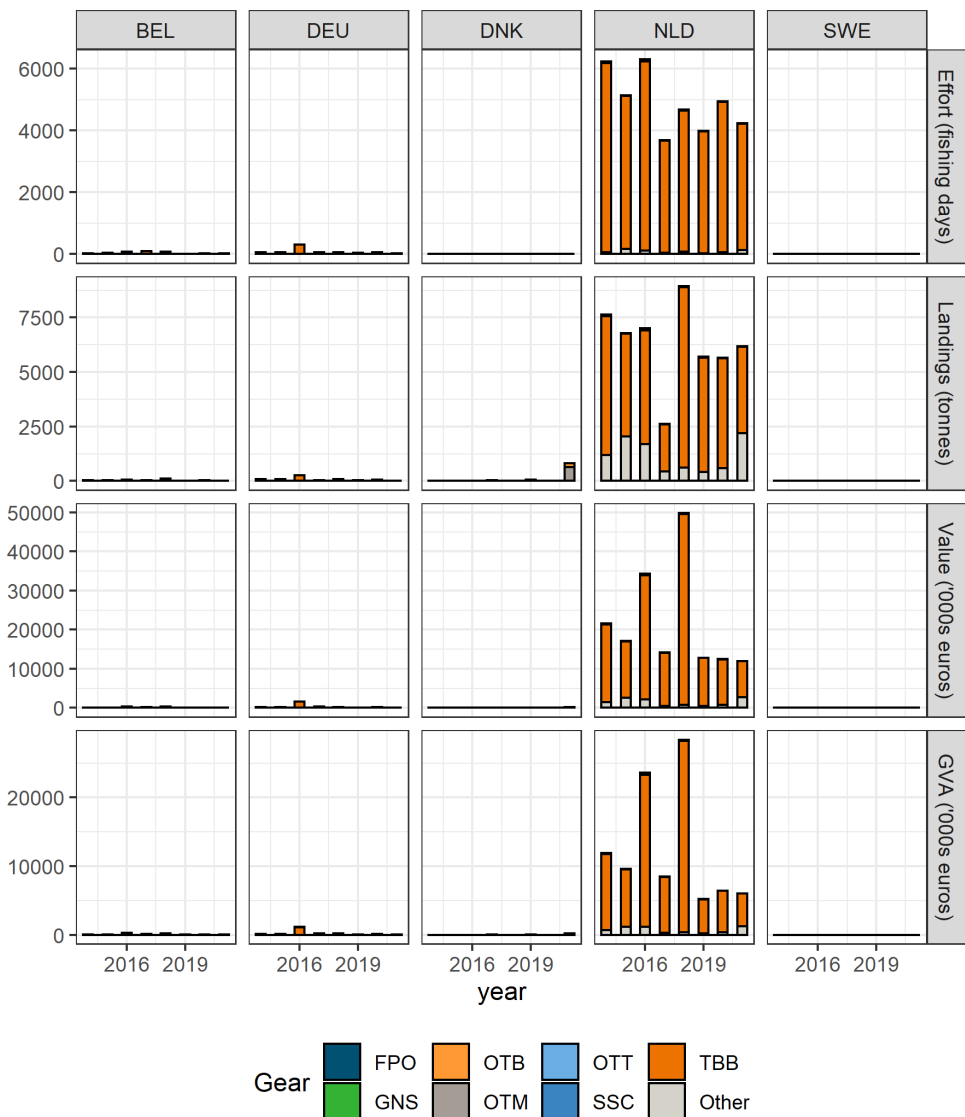 BEL DEU DNK NLD SWE
6000
4000
2000
0
Effort (fishing days)
7500
5000
2500
0
Landings (tonnes)
50000
40000
30000
20000
10000
0
Value ('000s euros)
20000
10000
0
GVA ('000s euros)
2016 2019 2016 2019 2016 2019 2016 2019 2016 2019
year
Gear
FPO OTB OTT TBB
GNS OTM SSC Other